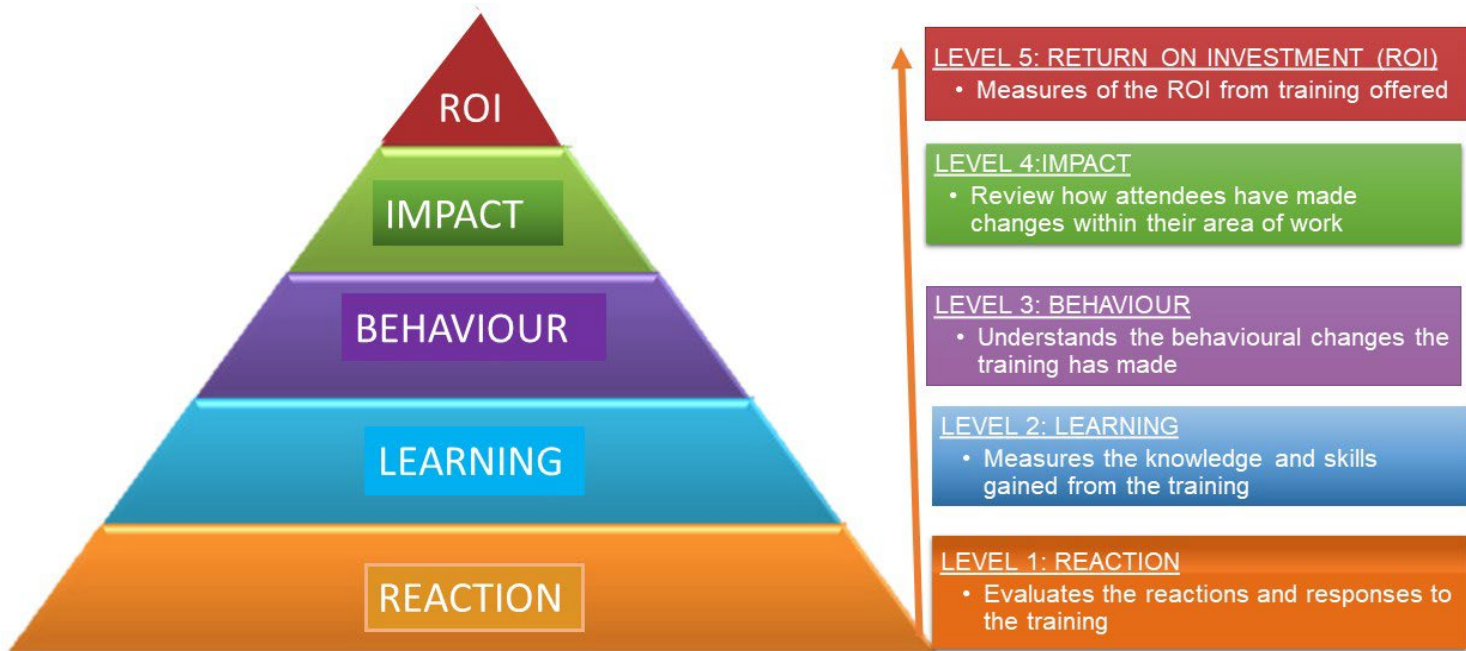 ROI
IMPACT
BEHAVIOUR
LEARNING
REACTION
LEVEL 5: RETURN ON INVESTMENT (ROI)
• Measures of the ROI from training offered
LEVEL 4:IMPACT
• Review how attendees have made
changes within their area of work
LEVEL 3: BEHAVIOUR
• Understands the behavioural changes the
training has made
LEVEL 2: LEARNING
• Measures the knowledge and skills
gained from the training
LEVEL 1: REACTION
• Evaluates the reactions and responses to
the training